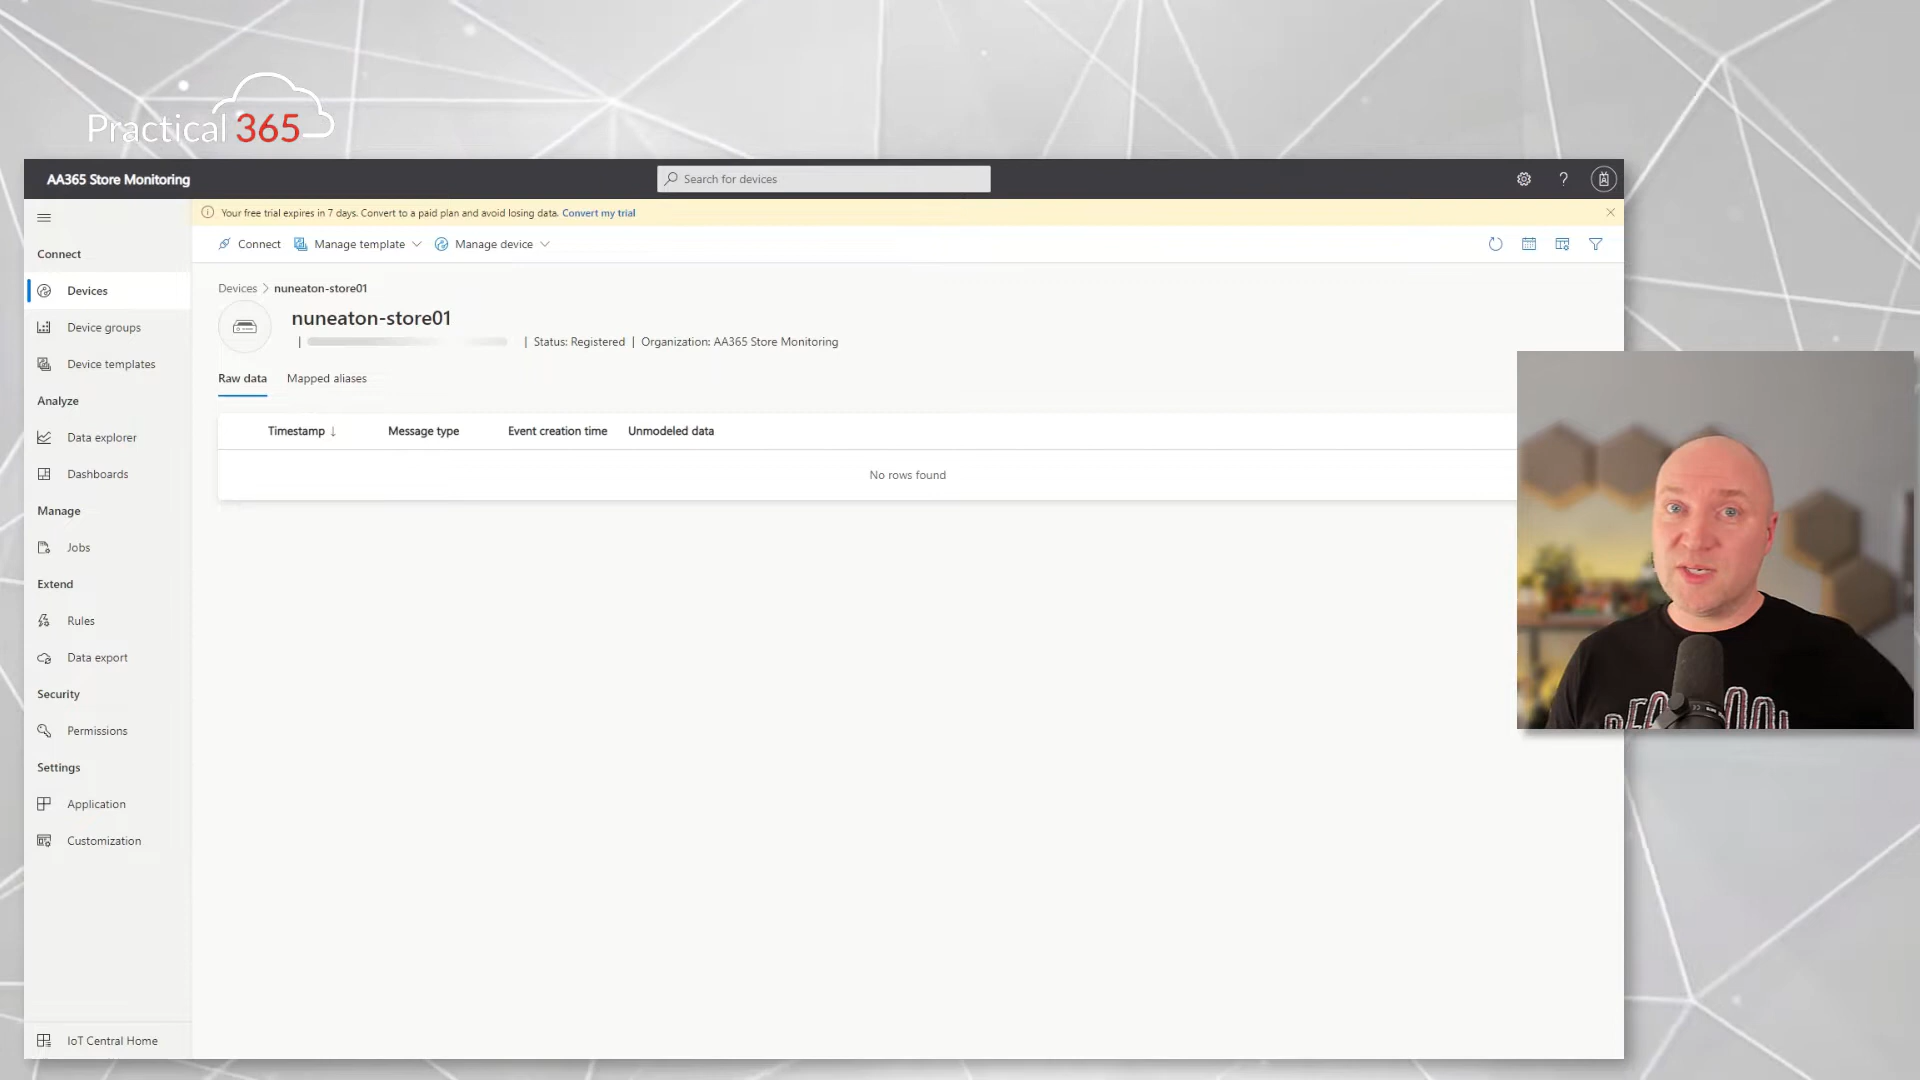 Practical 365
AA365 Store Monitoring
Search for devices
?
Your free trial expires in 7 days. Convert to a paid plan and avoid losing data. Convert my trial
Connect
Manage template
Manage device
Connect
Devices
Device groups
Device templates
Analyze
Data explorer
Dashboards
Manage
Jobs
Extend
Rules
Data export
Security
Permissions
Settings
Application
Customization
IoT Central Home
Devices > nuneaton-store01
nuneaton-store01
| | Status: Registered | Organization: AA365 Store Monitoring
Raw data
Mapped aliases
Timestamp ↓ Message type Event creation time Unmodeled data
No rows found